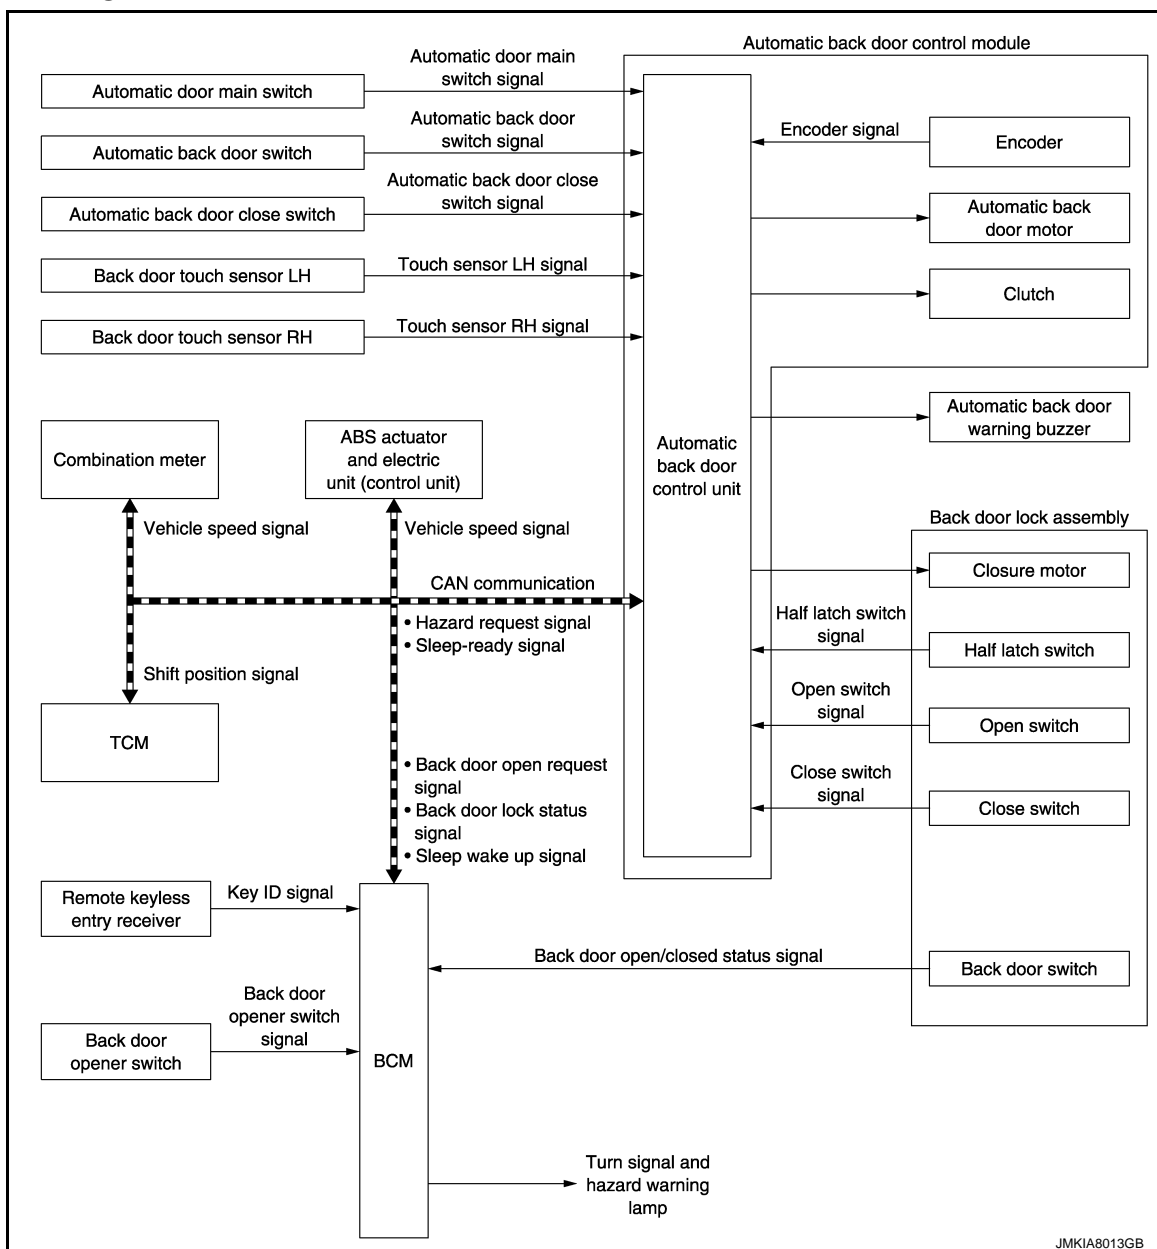 Automatic back door control module
Automatic door main
switch signal
Automatic door main switch
Automatic back door
switch signal
Automatic back door switch
Automatic back door close
switch signal
Automatic back door close switch
Touch sensor LH signal
Back door touch sensor LH
Touch sensor RH signal
Back door touch sensor RH
Encoder signal
Encoder
Automatic back
door motor
Clutch
Automatic back door
warning buzzer
Automatic
back door
control unit
Combination meter
ABS actuator
and electric
unit (control unit)
Vehicle speed signal
Vehicle speed signal
CAN communication
• Hazard request signal
• Sleep-ready signal
Shift position signal
TCM
• Back door open request
signal
• Back door lock status
signal
• Sleep wake up signal
Back door lock assembly
Closure motor
Half latch switch
signal
Half latch switch
Open switch
signal
Open switch
Close switch
signal
Close switch
Remote keyless
entry receiver
Key ID signal
Back door open/closed status signal
Back door switch
Back door
opener switch
signal
Back door
opener switch
BCM
Turn signal and
hazard warning
lamp
JMKIA8013GB